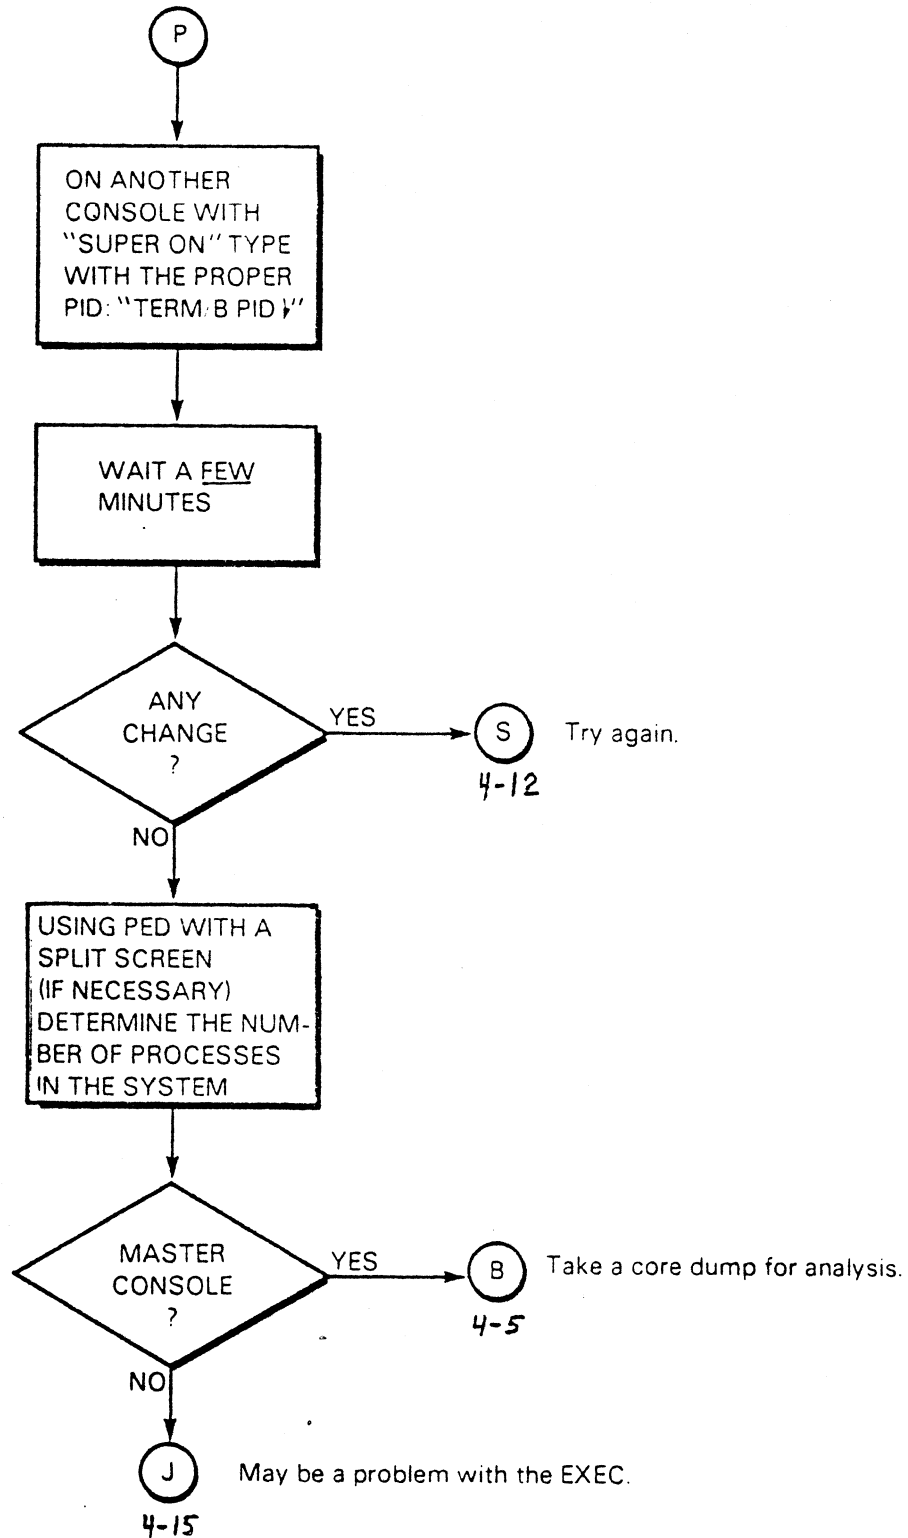 P
ON ANOTHER
CONSOLE WITH
"SUPER ON" TYPE
WITH THE PROPER
PID: "TERM/B PID ⤶"
WAIT A FEW
MINUTES
ANY
CHANGE
?
YES
S
Try again.
4-12
NO
USING PED WITH A
SPLIT SCREEN
(IF NECESSARY)
DETERMINE THE NUM-
BER OF PROCESSES
IN THE SYSTEM
MASTER
CONSOLE
?
YES
B
Take a core dump for analysis.
4-5
NO
J
May be a problem with the EXEC.
4-15